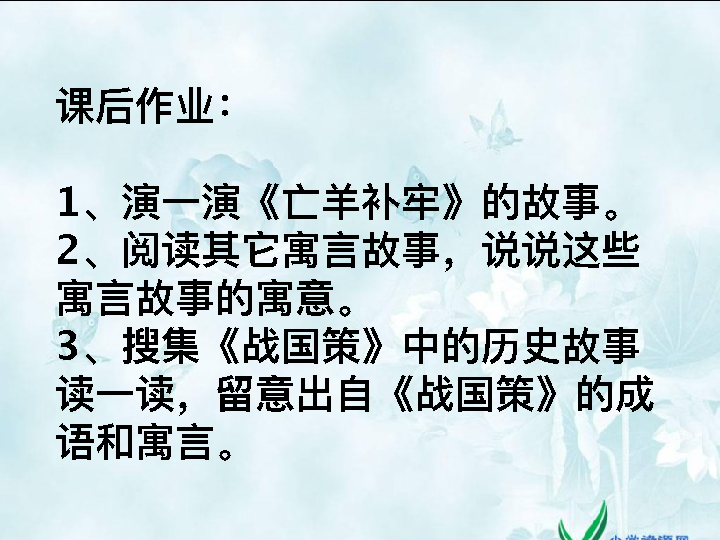 课后作业：
1、演一演《亡羊补牢》的故事。
2、阅读其它寓言故事，说说这些
寓言故事的寓意。
3、搜集《战国策》中的历史故事
读一读，留意出自《战国策》的成
语和寓言。